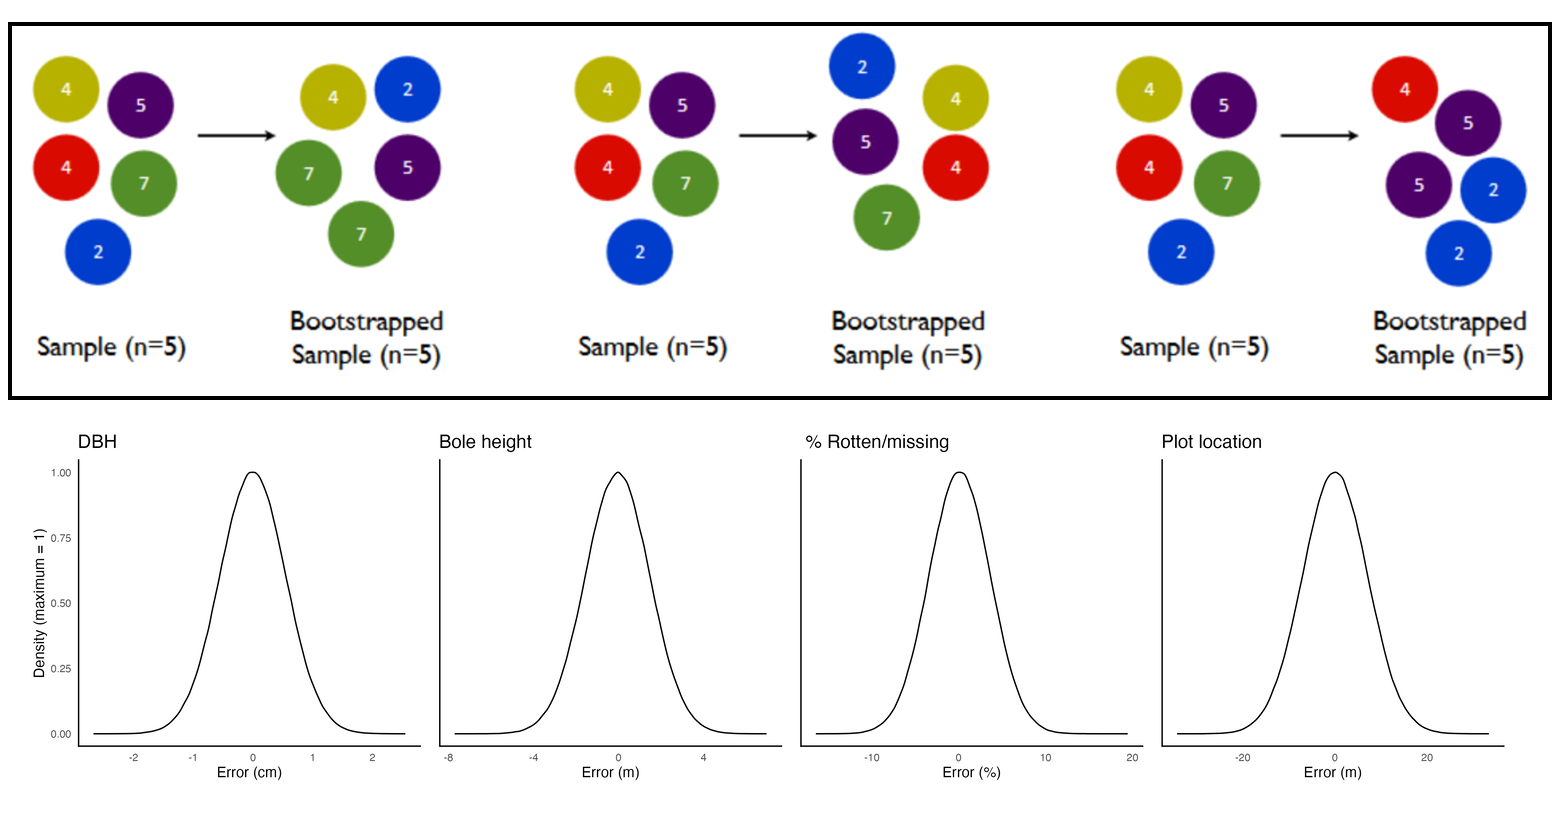 4 5 4 7 2
4 2 7 5 7
4 5 4 7 2
2 4 5 4 7
4 5 4 7 2
4 5 5 2 2
Sample (n=5)
Bootstrapped
Sample (n=5)
Sample (n=5)
Bootstrapped
Sample (n=5)
Sample (n=5)
Bootstrapped
Sample (n=5)
DBH
Density (maximum = 1)
1.00
0.75
0.50
0.25
0.00
-2 -1 0 1 2
Error (cm)
Bole height
-8 -4 0 4
Error (m)
% Rotten/missing
-10 0 10 20
Error (%)
Plot location
-20 0 20
Error (m)